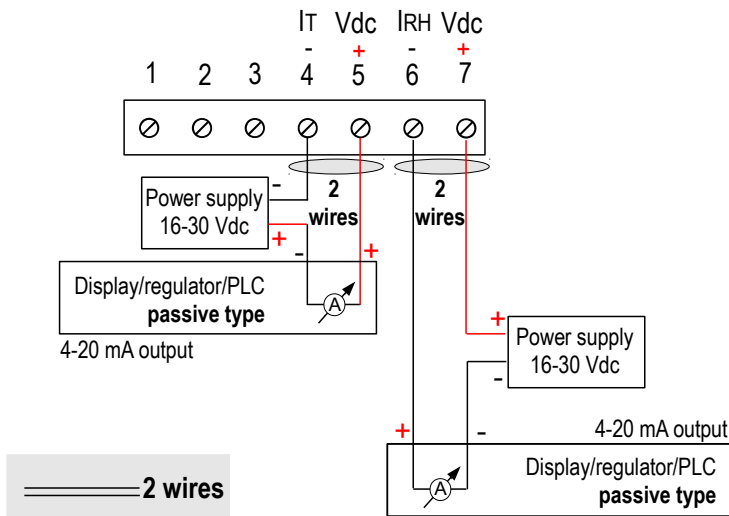 IT Vdc IRH Vdc
- + - +
1 2 3 4 5 6 7
2 wires
2 wires
Power supply
16-30 Vdc
-
+
- +
Display/regulator/PLC
passive type
A
4-20 mA output
+
Power supply
16-30 Vdc
-
+ -
4-20 mA output
Display/regulator/PLC
passive type
A
2 wires